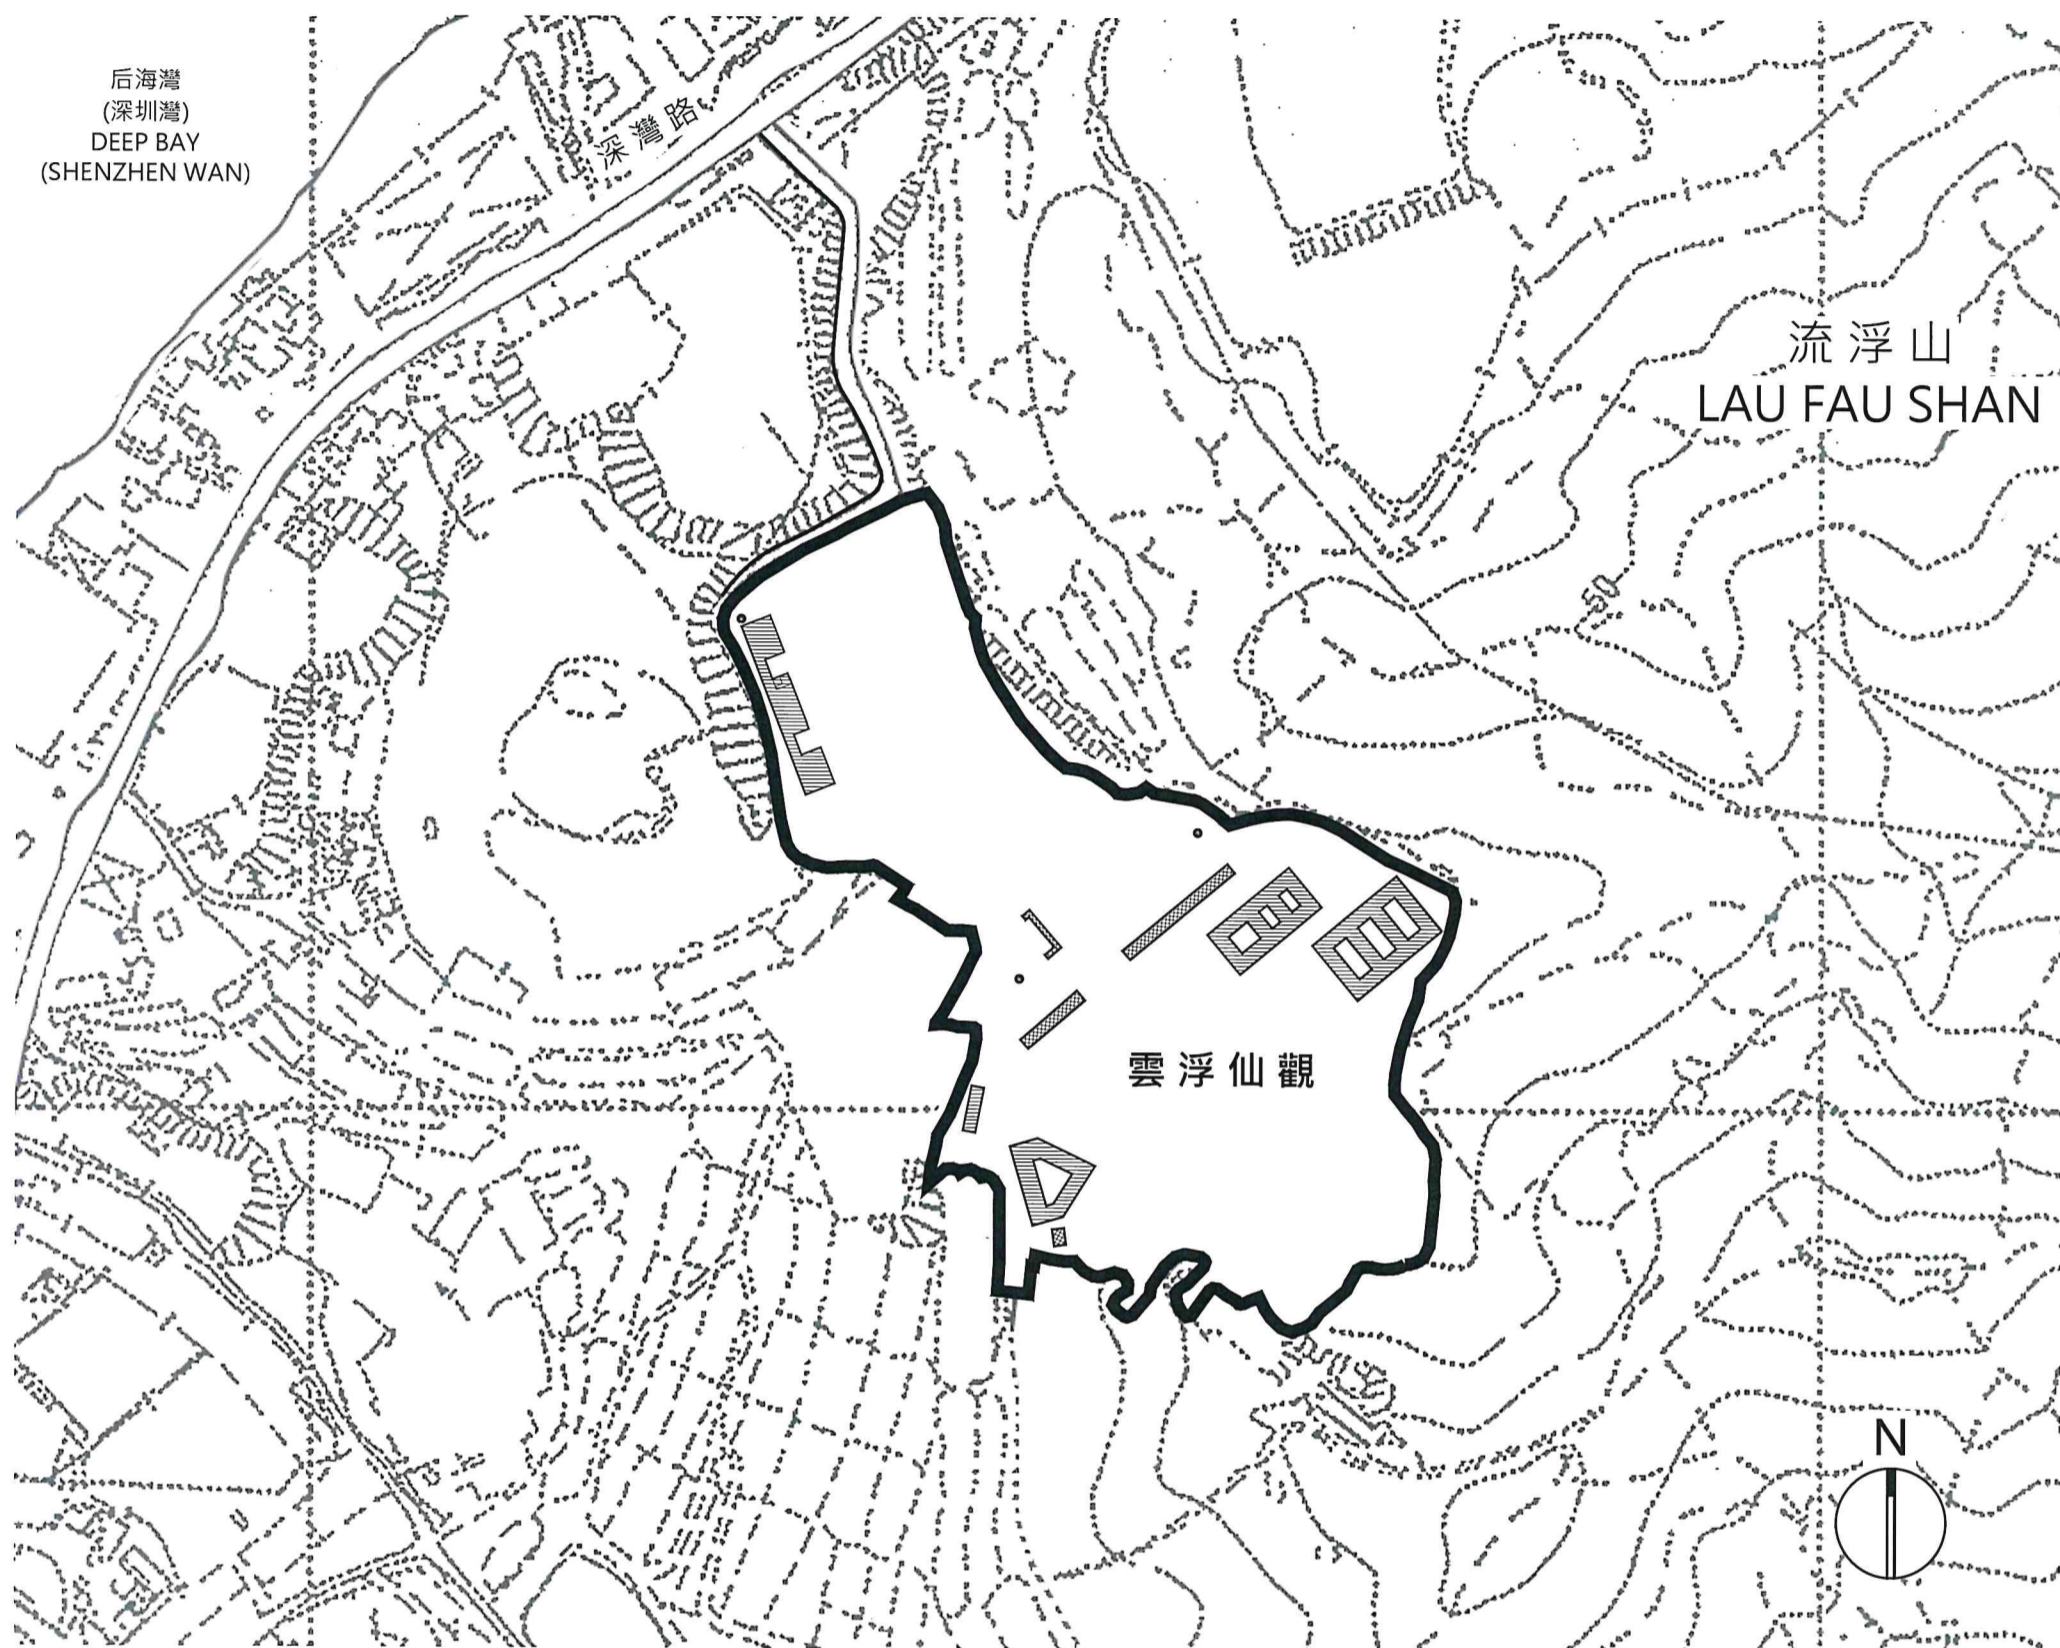 后海灣
(深圳灣)
DEEP BAY
(SHENZHEN WAN)
深灣路
流浮山
LAU FAU SHAN
50
雲浮仙觀
N